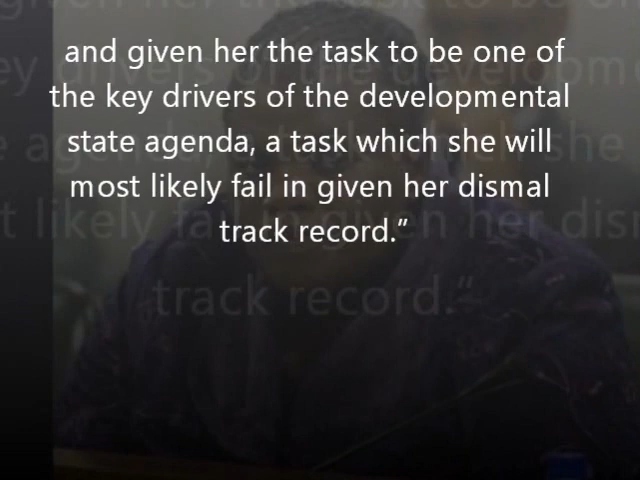 and given her the task to be one of
the key drivers of the developmental
state agenda, a task which she will
most likely fail in given her dismal
track record.”